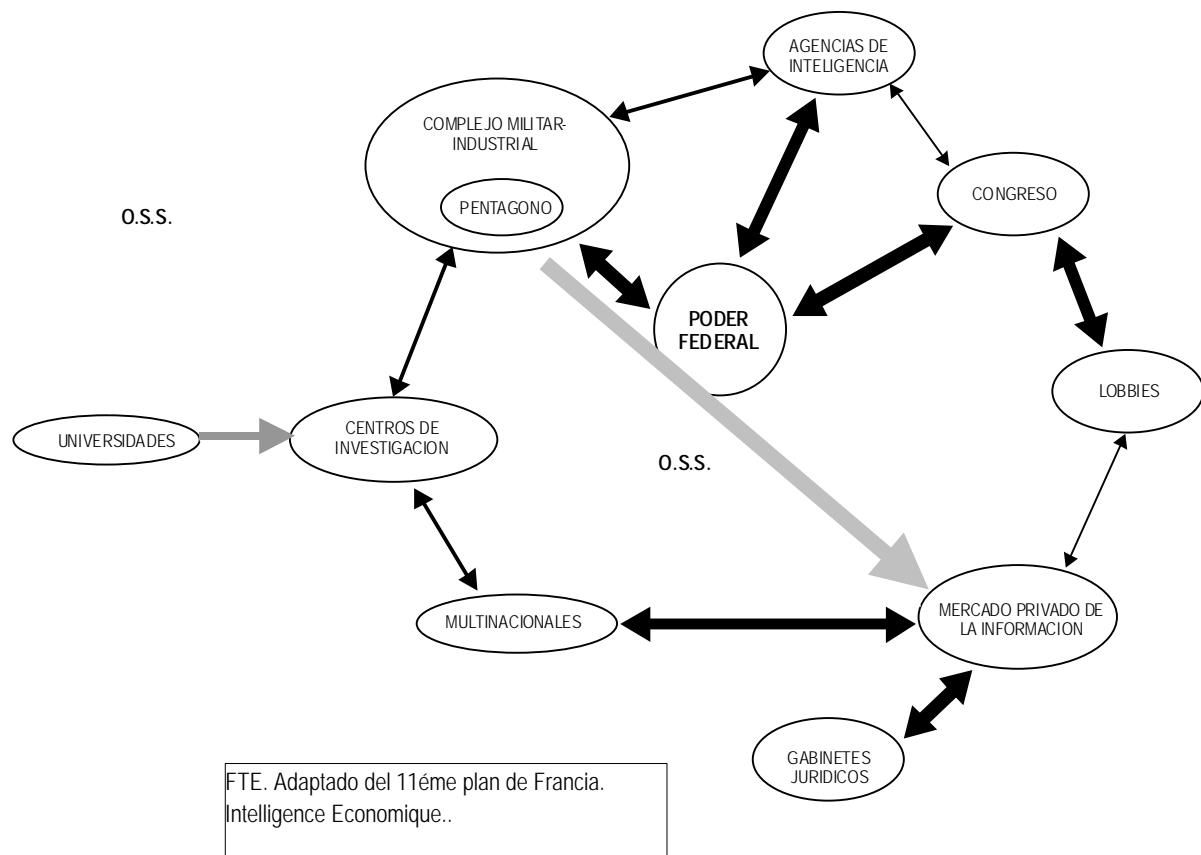 AGENCIAS DE
INTELIGENCIA
COMPLEJO MILITAR-
INDUSTRIAL
PENTAGONO
CONGRESO
O.S.S.
PODER
FEDERAL
LOBBIES
UNIVERSIDADES
CENTROS DE
INVESTIGACION
O.S.S.
MULTINACIONALES
MERCADO PRIVADO DE
LA INFORMACION
GABINETES
JURIDICOS
FTE. Adaptado del 11éme plan de Francia.
Intelligence Economique..